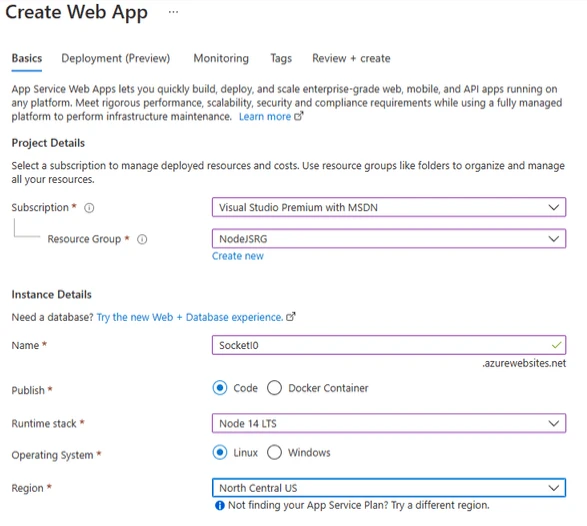 Create Web App ...
Basics Deployment (Preview) Monitoring Tags Review + create
App Service Web Apps lets you quickly build, deploy, and scale enterprise-grade web, mobile, and API apps running on
any platform. Meet rigorous performance, scalability, security and compliance requirements while using a fully managed
platform to perform infrastructure maintenance. Learn more
Project Details
Select a subscription to manage deployed resources and costs. Use resource groups like folders to organize and manage
all your resources.
Subscription * Visual Studio Premium with MSDN
Resource Group * NodeJSRG
Create new
Instance Details
Need a database? Try the new Web + Database experience.
Name * SocketI0
.azurewebsites.net
Publish * Code Docker Container
Runtime stack * Node 14 LTS
Operating System * Linux Windows
Region * North Central US
Not finding your App Service Plan? Try a different region.